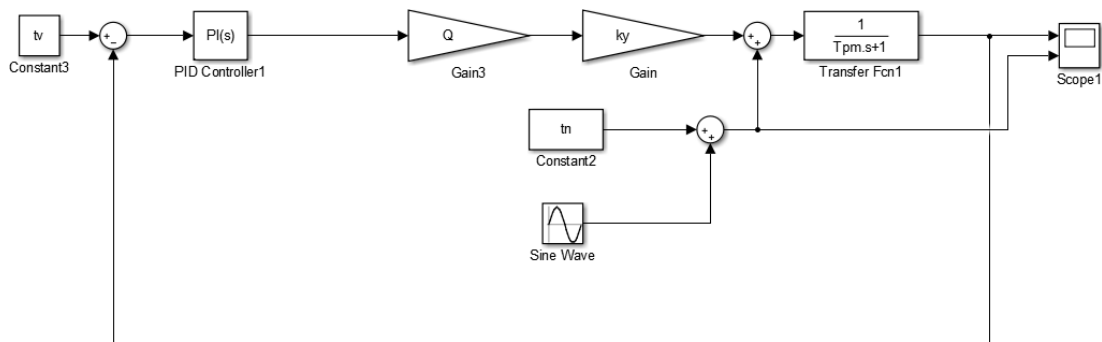 tv
Constant3
PI(s)
PID Controller1
Q
Gain3
ky
Gain
1
Tpm.s+1
Transfer Fcn1
Scope1
tn
Constant2
Sine Wave